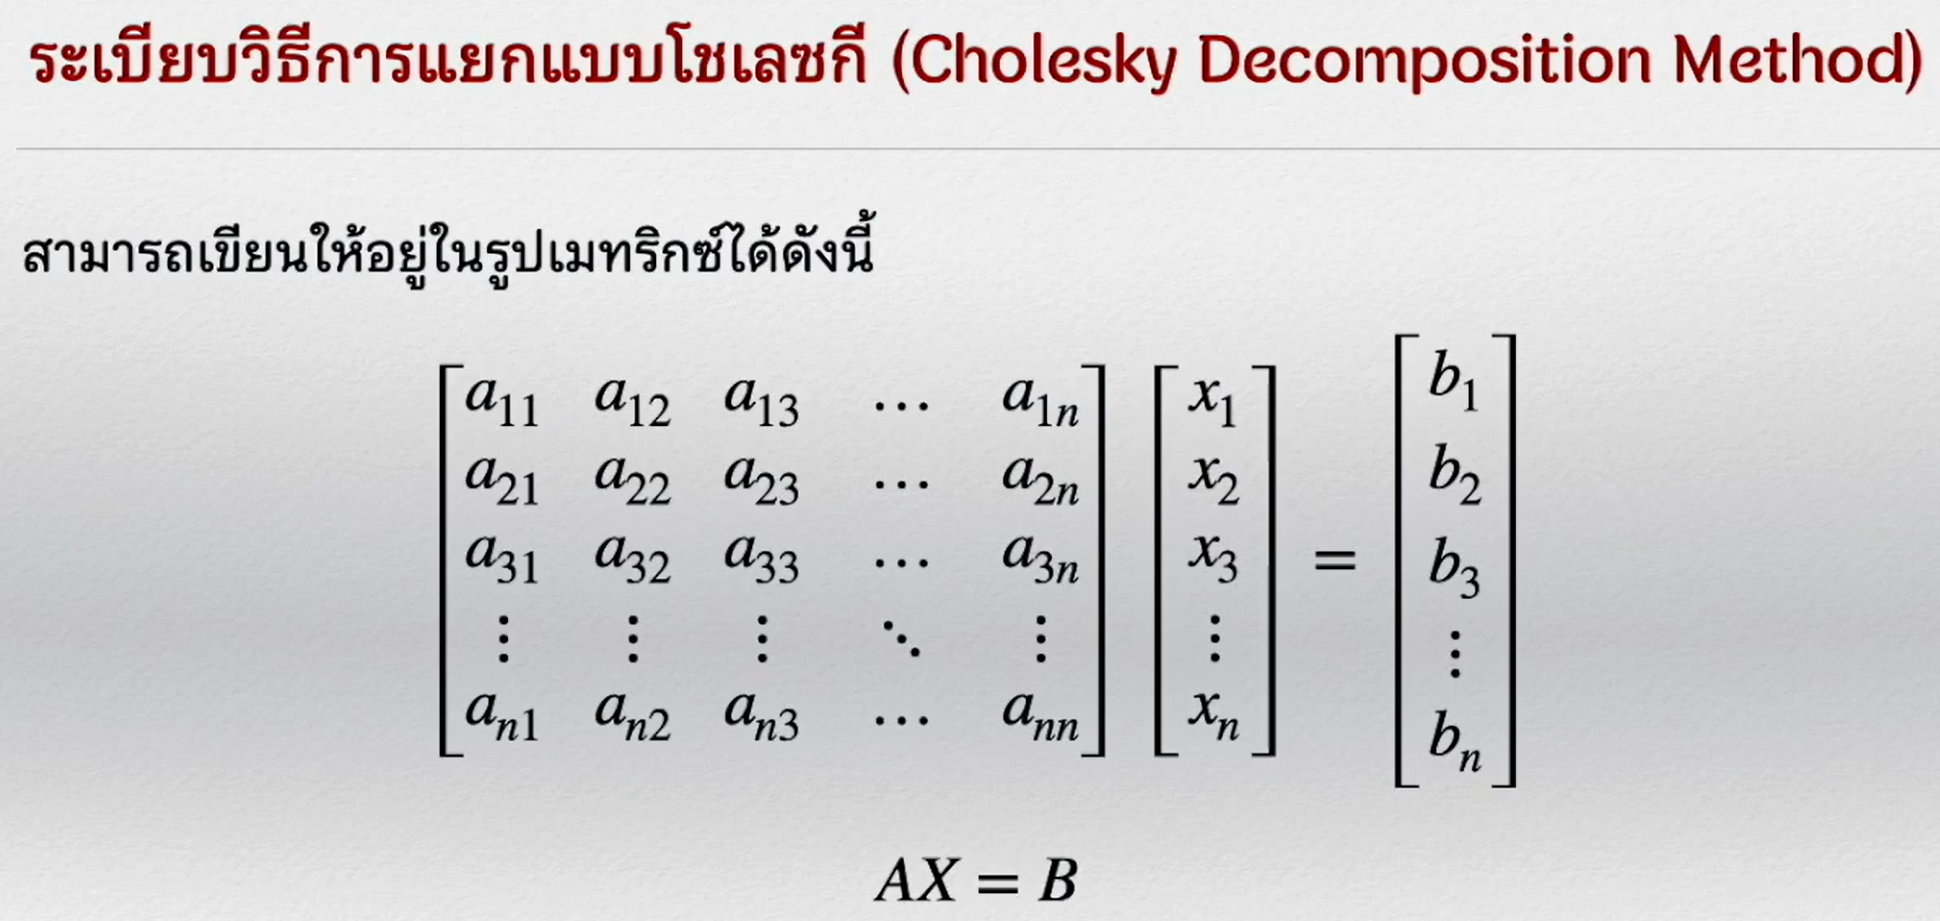 ระเบียบวิธีการแยกแบบโชเลซกี (Cholesky Decomposition Method)
สามารถเขียนให้อยู่ในรูปเมทริกซ์ได้ดังนี้
a₁₁ a₁₂ a₁₃ … a₁ₙ x₁ b₁
a₂₁ a₂₂ a₂₃ … a₂ₙ x₂ b₂
a₃₁ a₃₂ a₃₃ … a₃ₙ x₃ = b₃
⋮ ⋮ ⋮ ⋱ ⋮ ⋮ ⋮
aₙ₁ aₙ₂ aₙ₃ … aₙₙ xₙ bₙ
AX = B